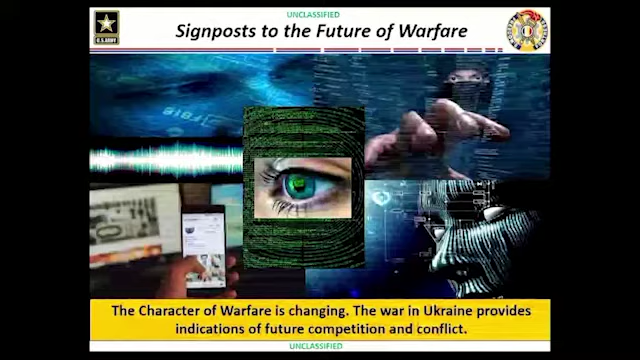 UNCLASSIFIED
Signposts to the Future of Warfare
U.S. ARMY
The Character of Warfare is changing. The war in Ukraine provides
indications of future competition and conflict.
UNCLASSIFIED